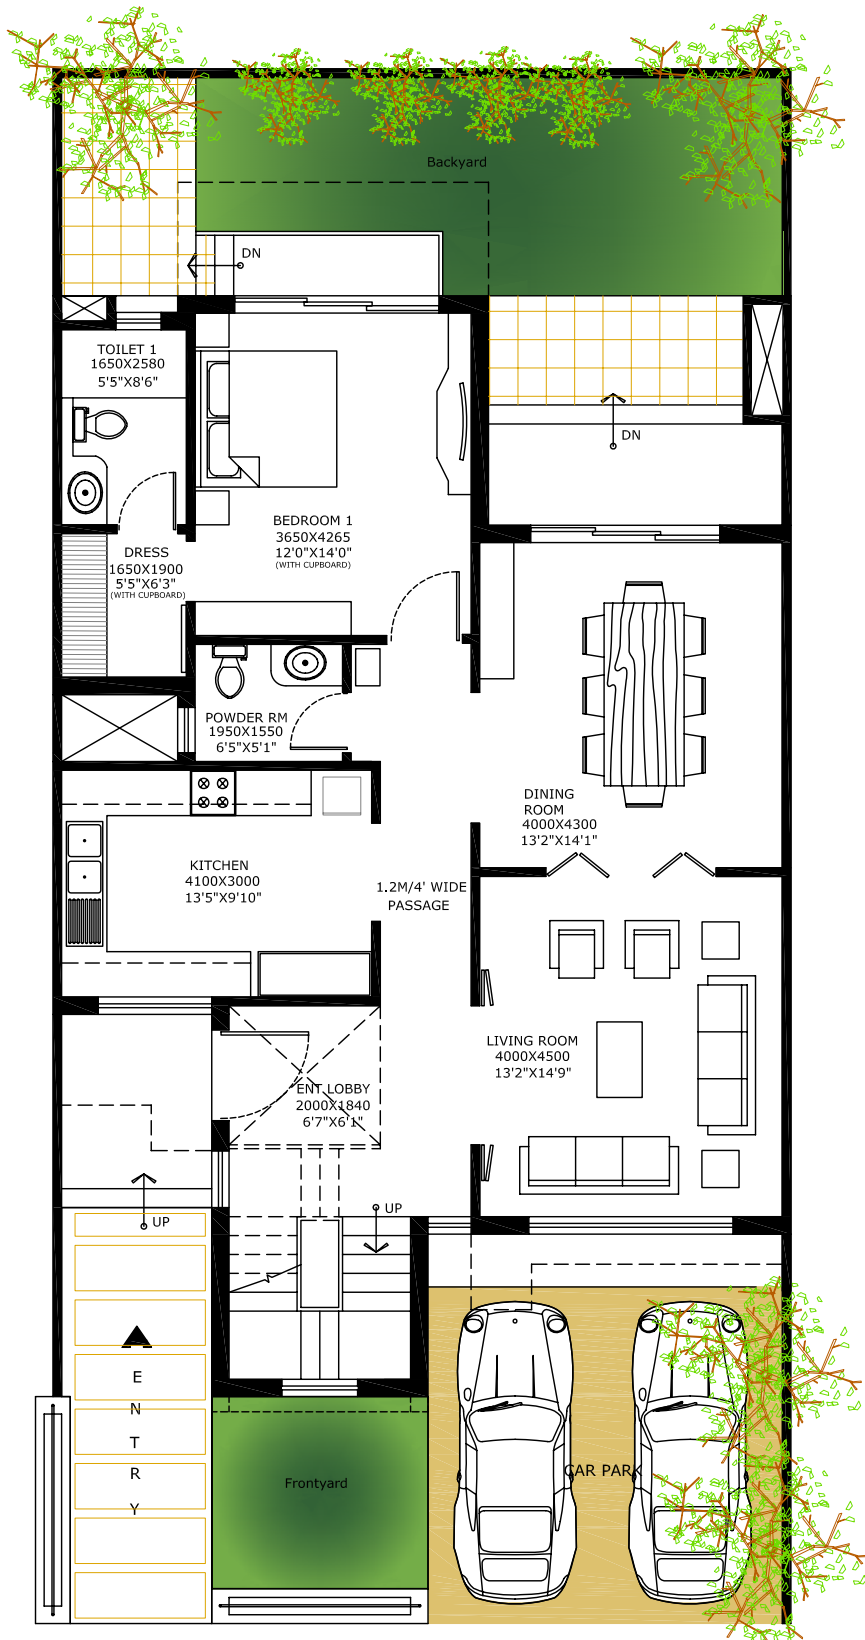 Backyard
DN
TOILET 1
1650X2580
5'5"X8'6"
DN
BEDROOM 1
3650X4265
12'0"X14'0"
(WITH CUPBOARD)
DRESS
1650X1900
5'5"X6'3"
(WITH CUPBOARD)
POWDER RM
1950X1550
6'5"X5'1"
DINING
ROOM
4000X4300
13'2"X14'1"
KITCHEN
4100X3000
13'5"X9'10"
1.2M/4' WIDE
PASSAGE
LIVING ROOM
4000X4500
13'2"X14'9"
ENT.LOBBY
2000X1840
6'7"X6'1"
UP
UP
ENTRY
CAR PARK
Frontyard